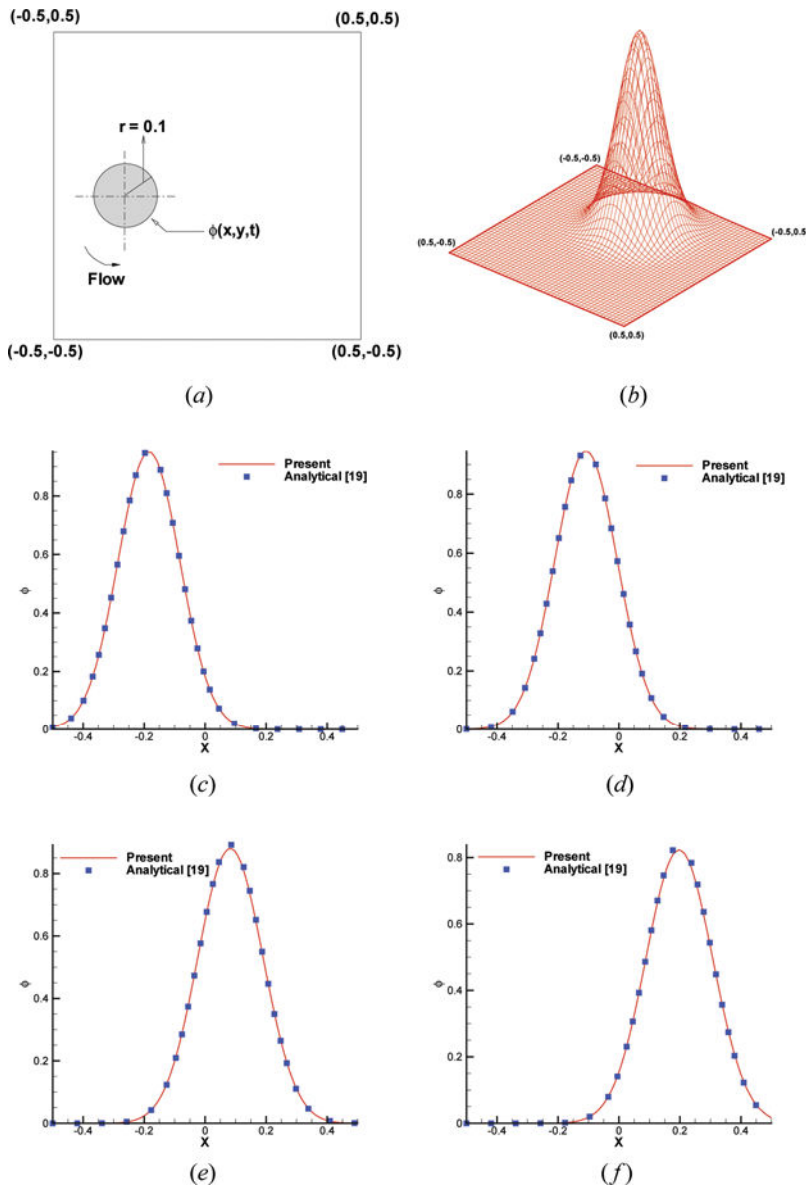 (-0.5,0.5) (0.5,0.5)
r = 0.1
ϕ(x,y,t)
Flow
(-0.5,-0.5) (0.5,-0.5)
(a)
(-0.5,-0.5)
(0.5,-0.5)
(-0.5,0.5)
(0.5,0.5)
(b)
Present
Analytical [19]
0.8
0.6
0.4
0.2
0
ϕ
-0.4 -0.2 0 0.2 0.4
X
(c)
Present
Analytical [19]
0.8
0.6
0.4
0.2
0
ϕ
-0.4 -0.2 0 0.2 0.4
X
(d)
Present
Analytical [19]
0.8
0.6
0.4
0.2
0
ϕ
-0.4 -0.2 0 0.2 0.4
X
(e)
Present
Analytical [19]
0.8
0.6
0.4
0.2
0
ϕ
-0.4 -0.2 0 0.2 0.4
X
(f)